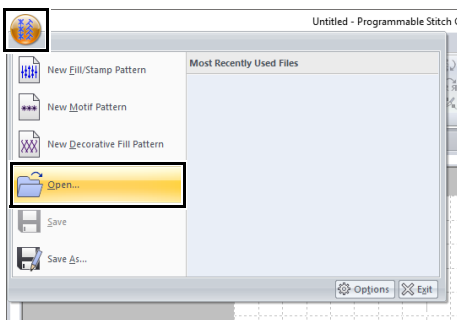 Untitled - Programmable Stitch
New Fill/Stamp Pattern
New Motif Pattern
New Decorative Fill Pattern
Open...
Save
Save As...
Most Recently Used Files
Options
Exit